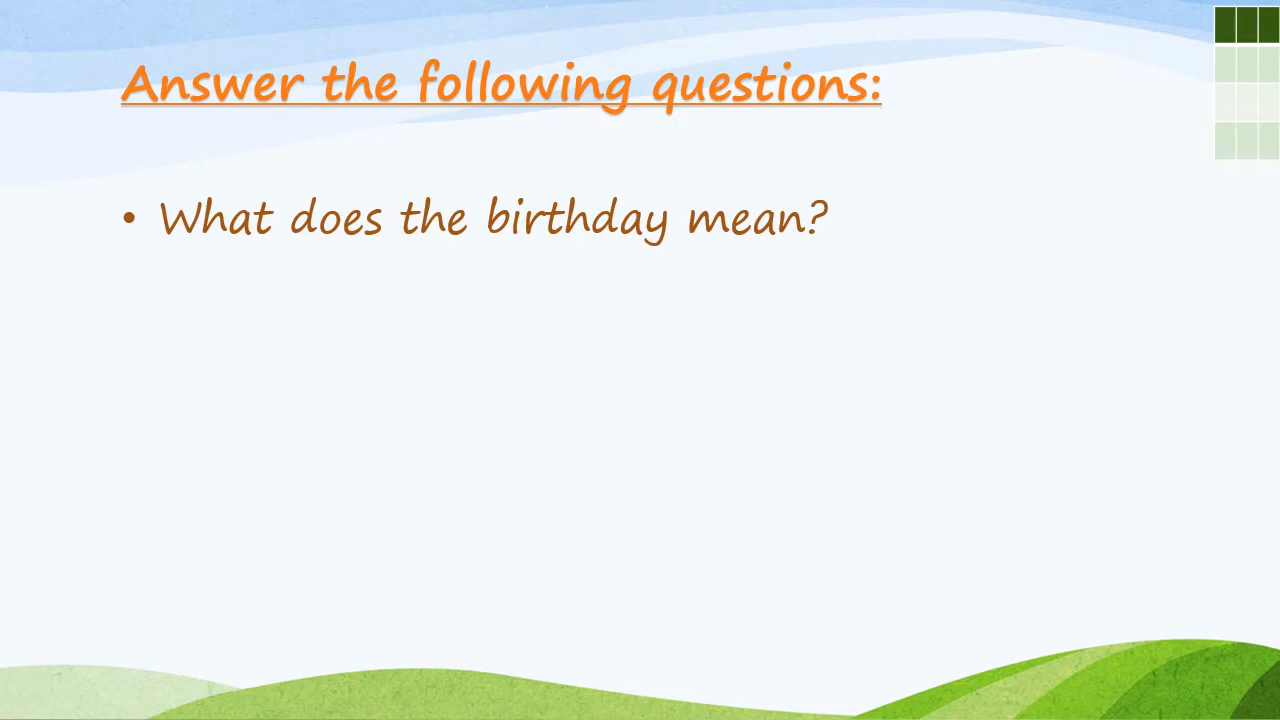 Answer the following questions:
• What does the birthday mean?